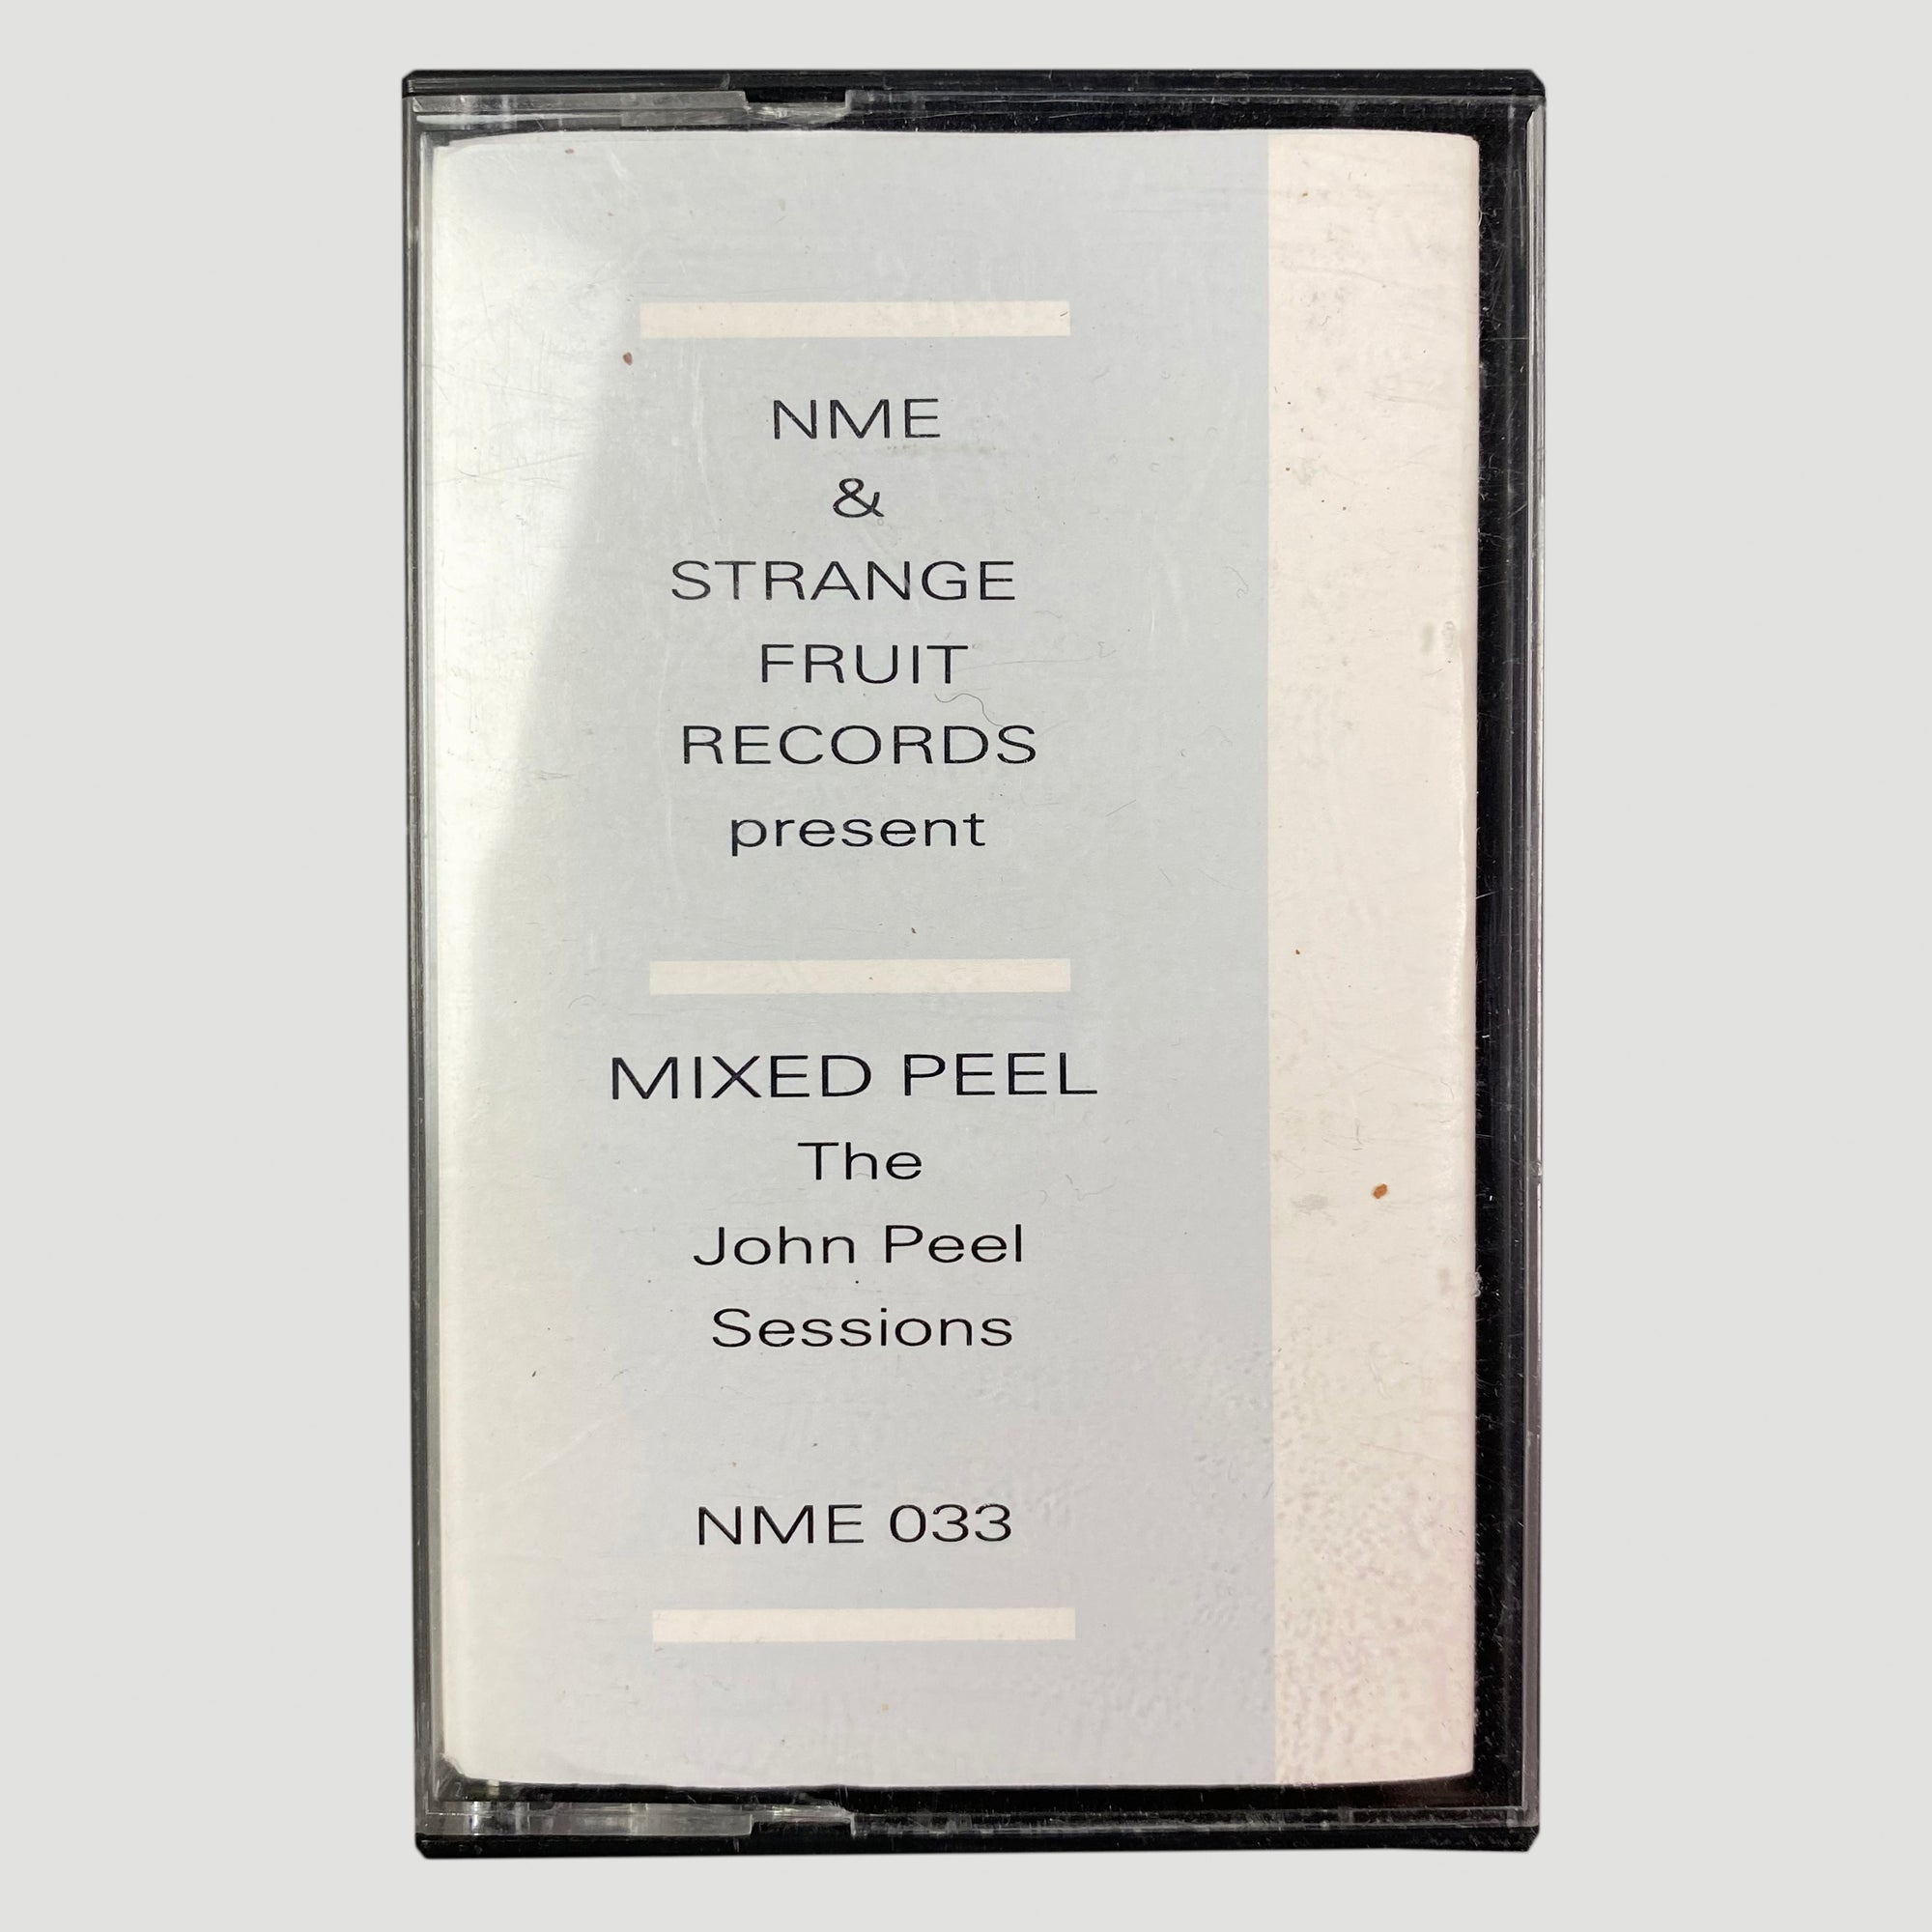 NME
&
STRANGE
FRUIT
RECORDS
present
MIXED PEEL
The
John Peel
Sessions
NME 033